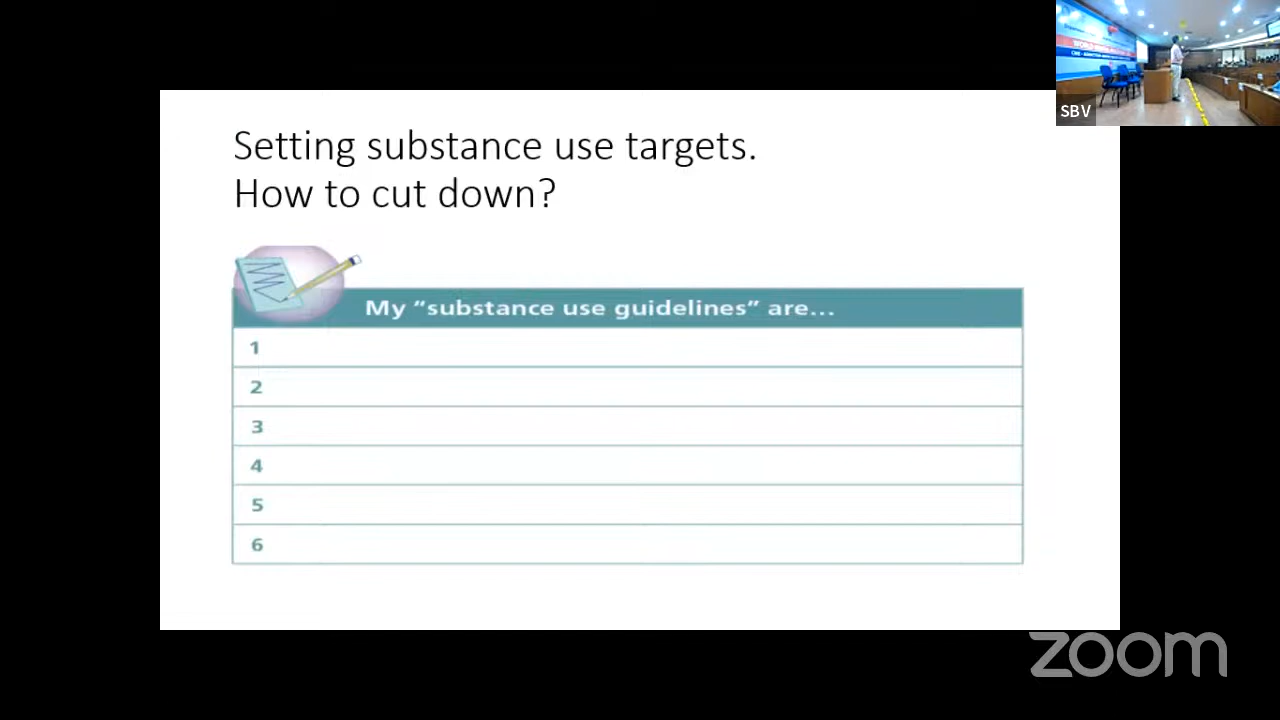 Setting substance use targets.
How to cut down?
My “substance use guidelines” are...
1
2
3
4
5
6
SBV
zoom